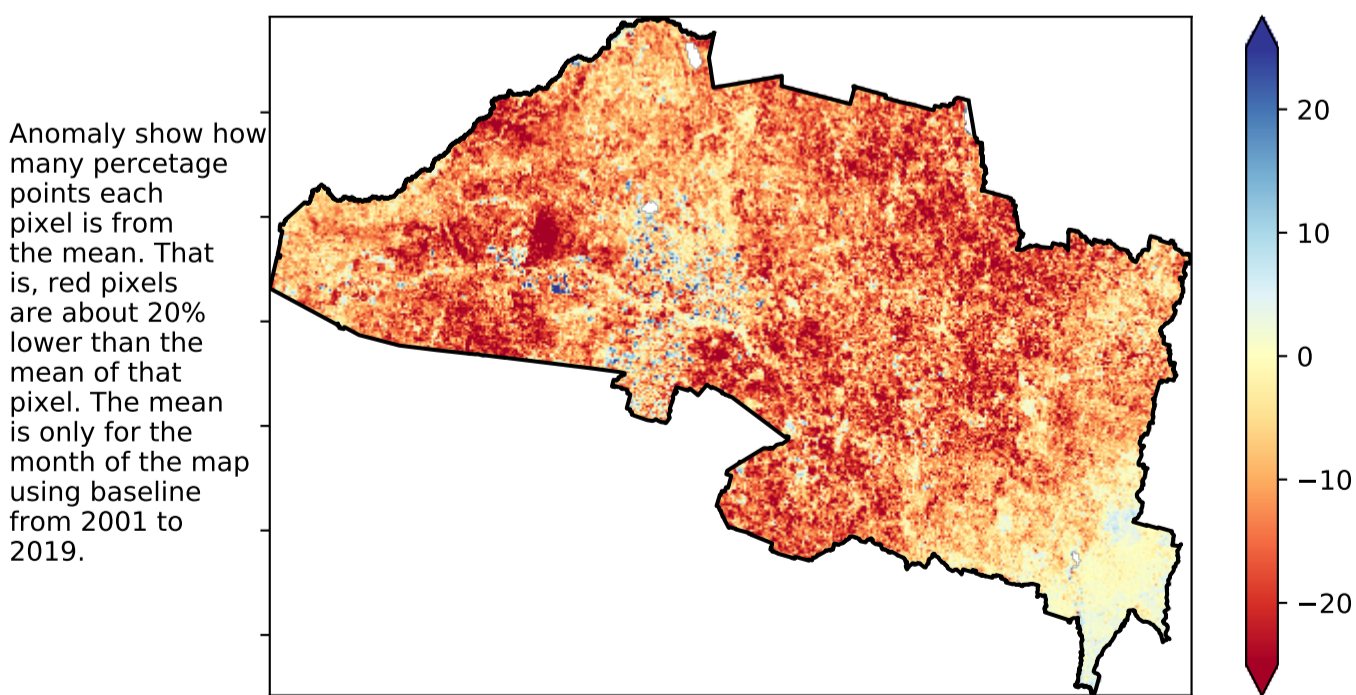 Anomaly show how
many percetage
points each
pixel is from
the mean. That
is, red pixels
are about 20%
lower than the
mean of that
pixel. The mean
is only for the
month of the map
using baseline
from 2001 to
2019.
20
10
0
−10
−20